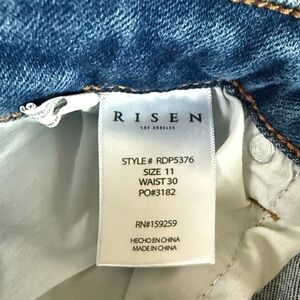 RISEN
LOS ANGELES
STYLE# RDP5376
SIZE 11
WAIST 30
PO#3182
RN#159259
HECHO EN CHINA
MADE IN CHINA